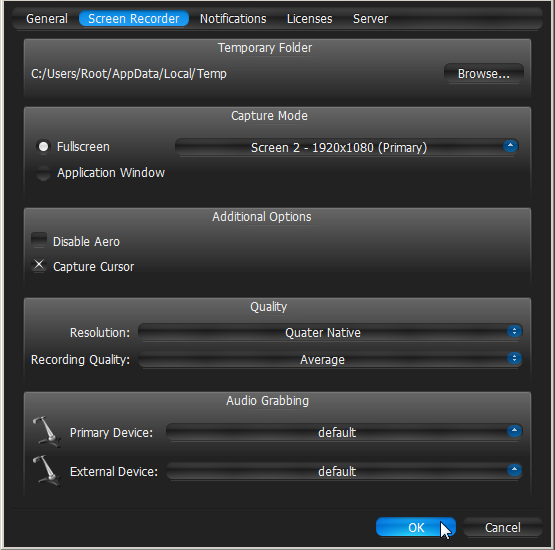 General Screen Recorder Notifications Licenses Server
Temporary Folder
C:/Users/Root/AppData/Local/Temp Browse...
Capture Mode
Fullscreen Screen 2 - 1920x1080 (Primary)
Application Window
Additional Options
Disable Aero
Capture Cursor
Quality
Resolution: Quater Native
Recording Quality: Average
Audio Grabbing
Primary Device: default
External Device: default
OK Cancel